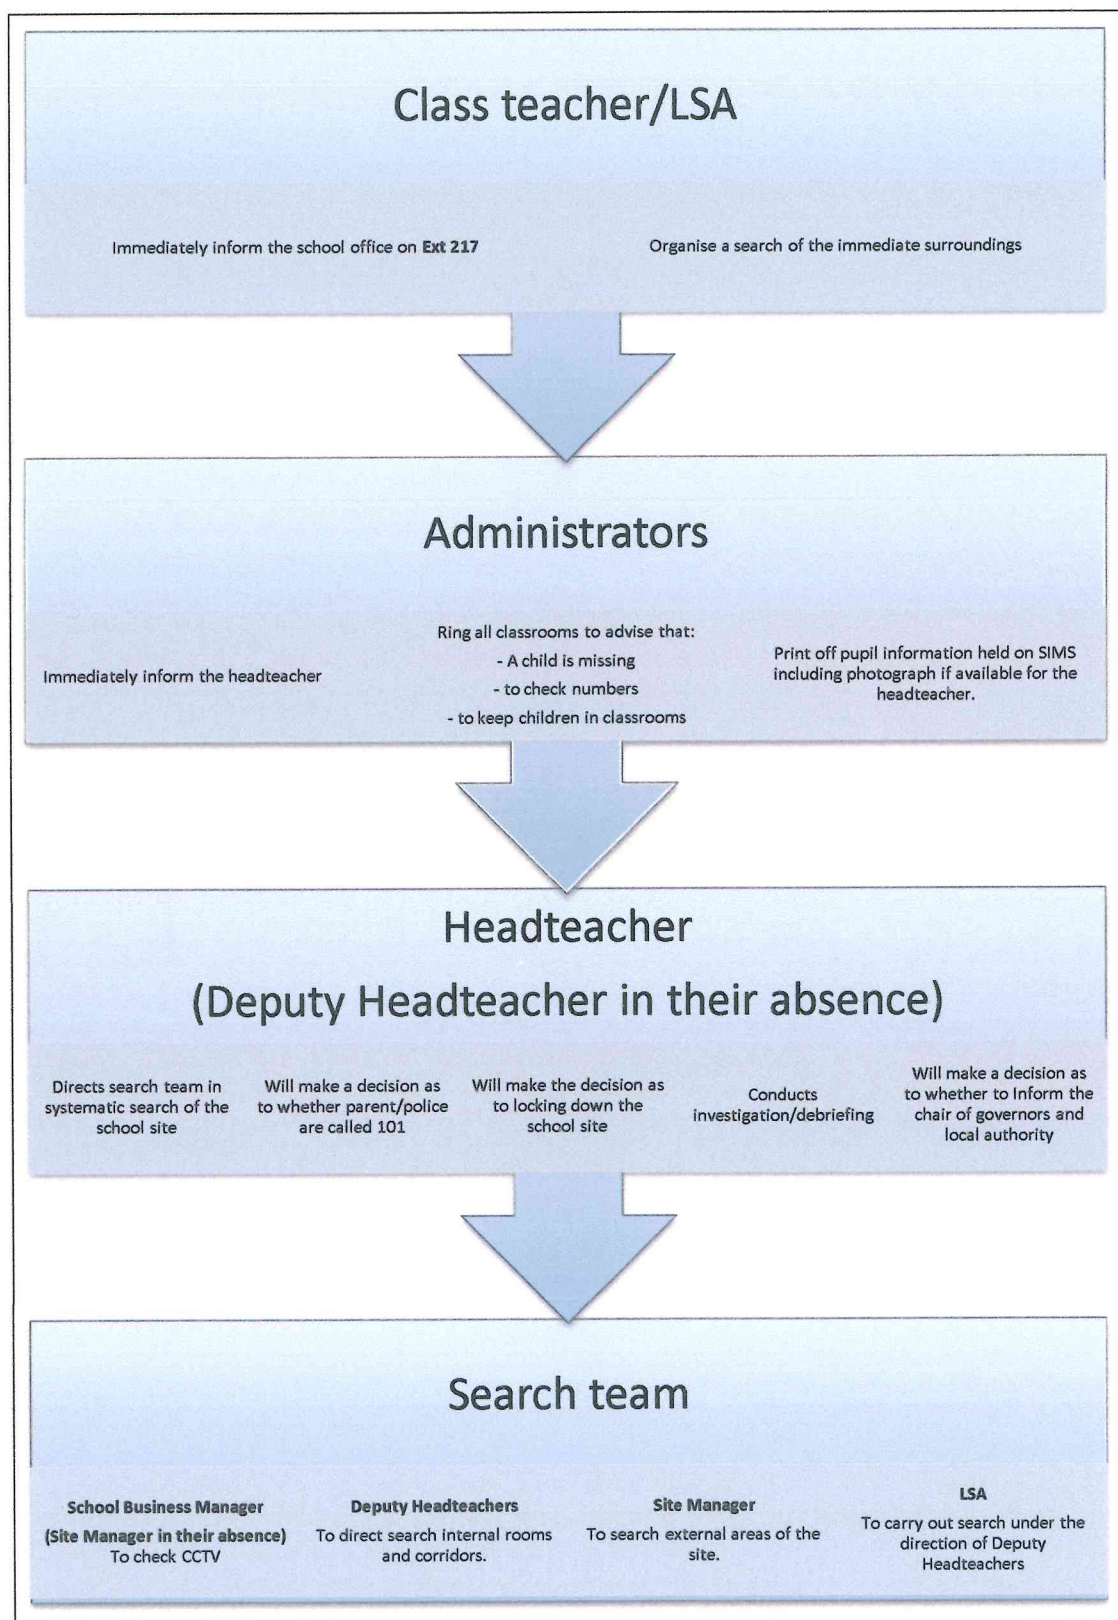 Class teacher/LSA
Immediately inform the school office on Ext 217
Organise a search of the immediate surroundings
Administrators
Immediately inform the headteacher
Ring all classrooms to advise that:
- A child is missing
- to check numbers
- to keep children in classrooms
Print off pupil information held on SIMS
including photograph if available for the
headteacher.
Headteacher
(Deputy Headteacher in their absence)
Directs search team in
systematic search of the
school site
Will make a decision as
to whether parent/police
are called 101
Will make the decision as
to locking down the
school site
Conducts
investigation/debriefing
Will make a decision as
to whether to Inform the
chair of governors and
local authority
Search team
School Business Manager
(Site Manager in their absence)
To check CCTV
Deputy Headteachers
To direct search internal rooms
and corridors.
Site Manager
To search external areas of the
site.
LSA
To carry out search under the
direction of Deputy
Headteachers